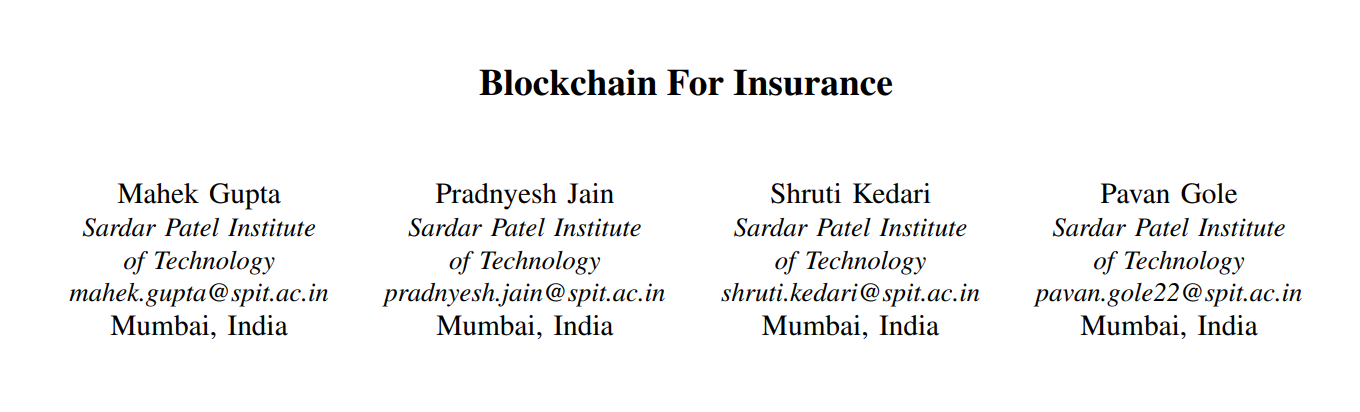 Blockchain For Insurance
Mahek Gupta
Sardar Patel Institute
of Technology
mahek.gupta@spit.ac.in
Mumbai, India
Pradnyesh Jain
Sardar Patel Institute
of Technology
pradnyesh.jain@spit.ac.in
Mumbai, India
Shruti Kedari
Sardar Patel Institute
of Technology
shruti.kedari@spit.ac.in
Mumbai, India
Pavan Gole
Sardar Patel Institute
of Technology
pavan.gole22@spit.ac.in
Mumbai, India